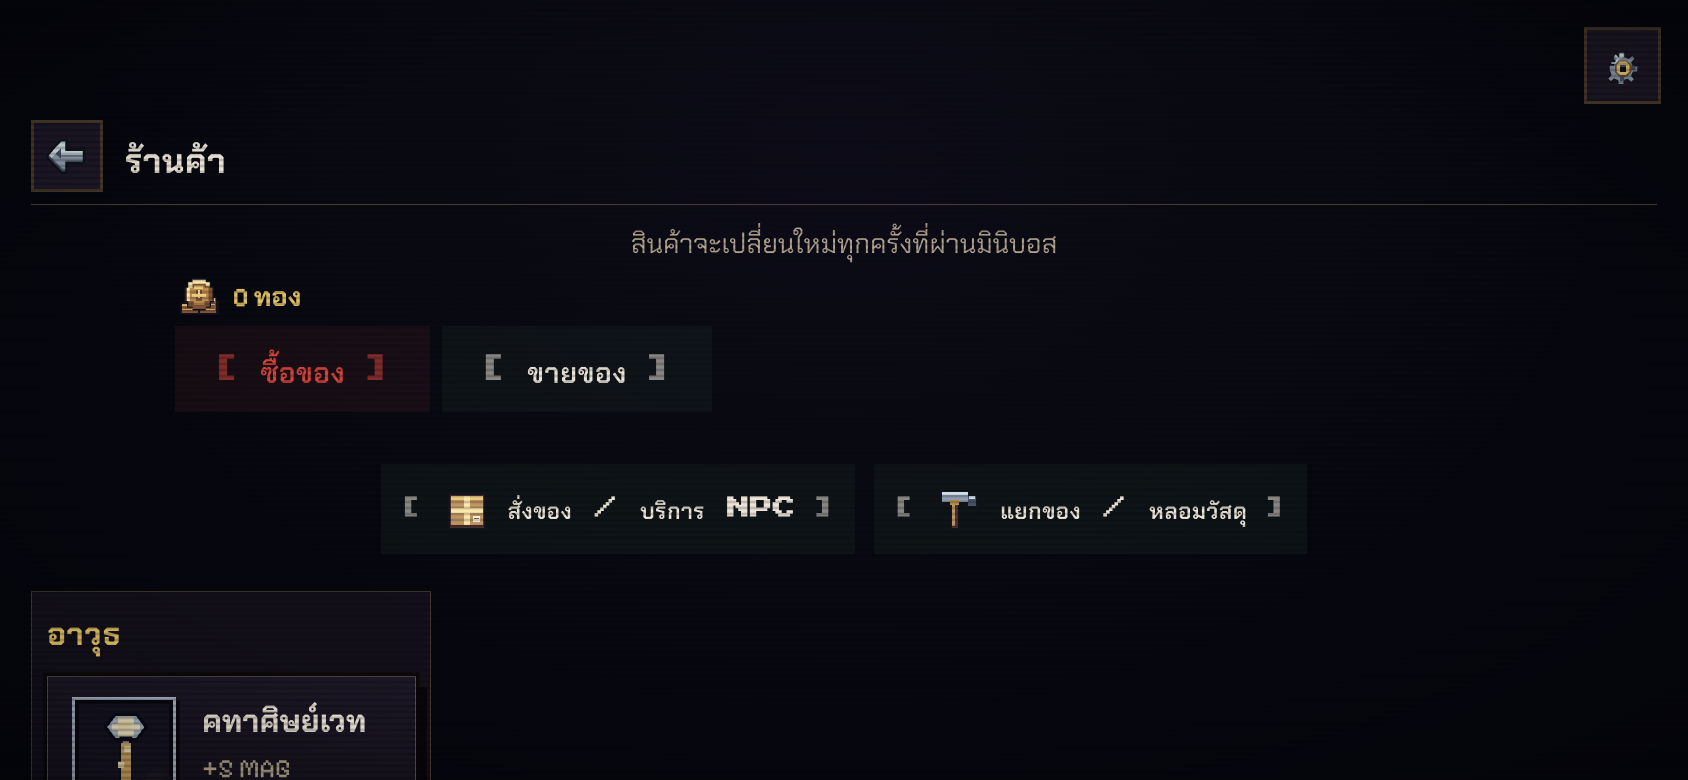 ร้านค้า
สินค้าจะเปลี่ยนใหม่ทุกครั้งที่ผ่านมินิบอส
0 ทอง
[ ซื้อของ ] [ ขายของ ]
[ สั่งของ / บริการ NPC ] [ แยกของ / หลอมวัสดุ ]
อาวุธ
คทาศิษย์เวท
+S MAG